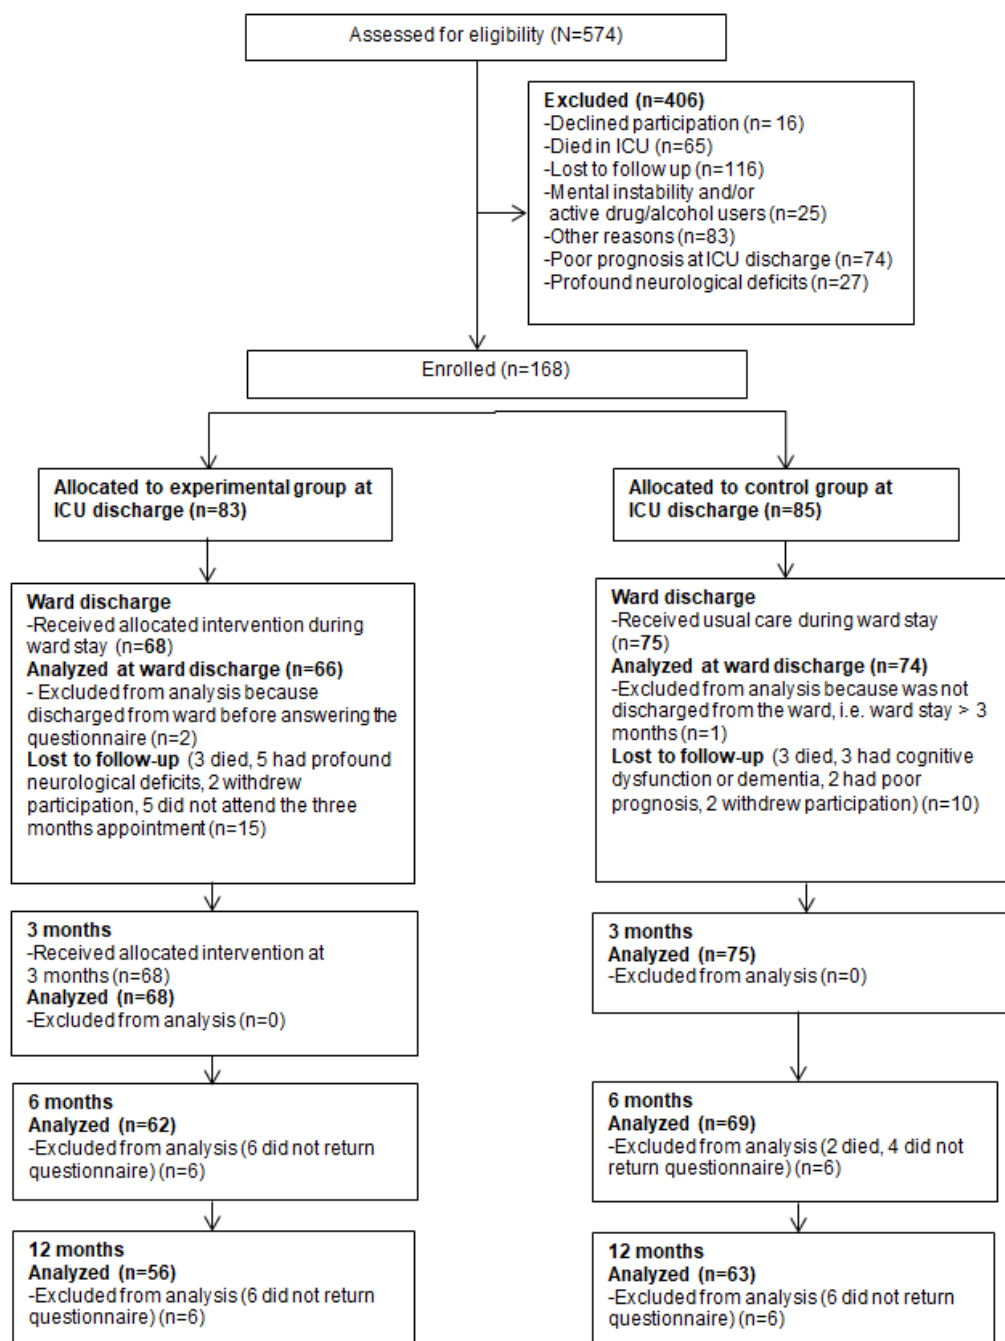 Assessed for eligibility (N=574)
Excluded (n=406)
-Declined participation (n= 16)
-Died in ICU (n=65)
-Lost to follow up (n=116)
-Mental instability and/or
active drug/alcohol users (n=25)
-Other reasons (n=83)
-Poor prognosis at ICU discharge (n=74)
-Profound neurological deficits (n=27)
Enrolled (n=168)
Allocated to experimental group at
ICU discharge (n=83)
Allocated to control group at
ICU discharge (n=85)
Ward discharge
-Received allocated intervention during
ward stay (n=68)
Analyzed at ward discharge (n=66)
- Excluded from analysis because
discharged from ward before answering the
questionnaire (n=2)
Lost to follow-up (3 died, 5 had profound
neurological deficits, 2 withdrew
participation, 5 did not attend the three
months appointment (n=15)
Ward discharge
-Received usual care during ward stay
(n=75)
Analyzed at ward discharge (n=74)
-Excluded from analysis because was not
discharged from the ward, i.e. ward stay > 3
months (n=1)
Lost to follow-up (3 died, 3 had cognitive
dysfunction or dementia, 2 had poor
prognosis, 2 withdrew participation) (n=10)
3 months
-Received allocated intervention at
3 months (n=68)
Analyzed (n=68)
-Excluded from analysis (n=0)
3 months
Analyzed (n=75)
-Excluded from analysis (n=0)
6 months
Analyzed (n=62)
-Excluded from analysis (6 did not return
questionnaire) (n=6)
6 months
Analyzed (n=69)
-Excluded from analysis (2 died, 4 did not
return questionnaire) (n=6)
12 months
Analyzed (n=56)
-Excluded from analysis (6 did not return
questionnaire) (n=6)
12 months
Analyzed (n=63)
-Excluded from analysis (6 did not return
questionnaire) (n=6)